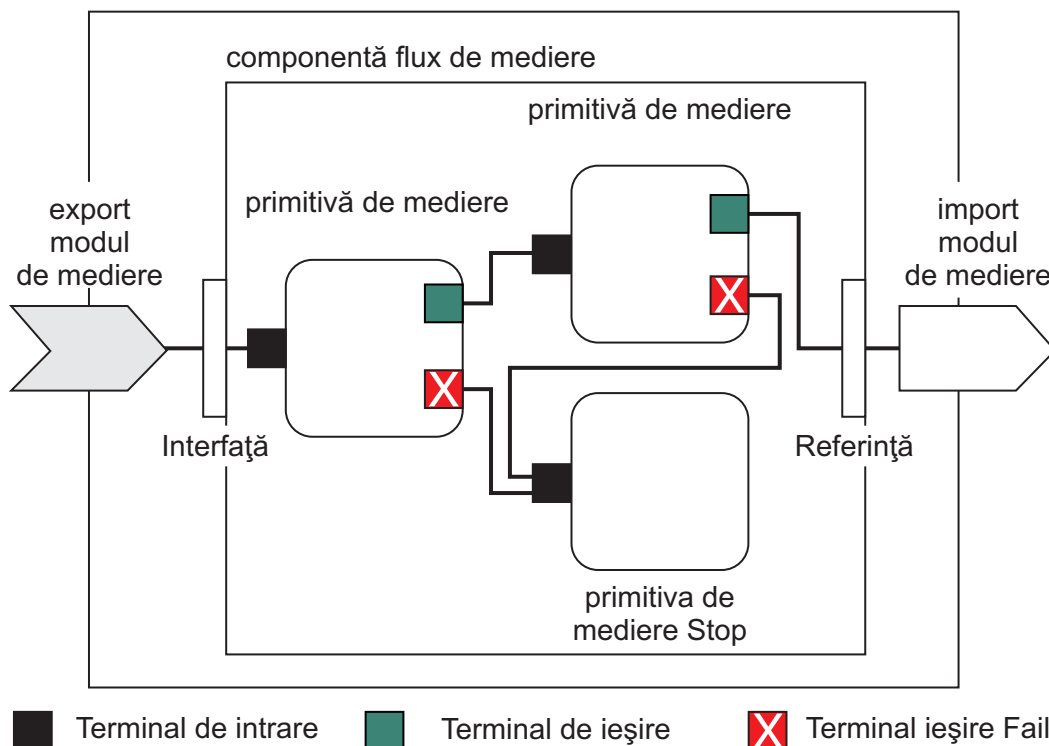 componentă flux de mediere
primitivă de mediere
primitivă de mediere
export
modul
de mediere
import
modul
de mediere
X
X
Interfaţă
Referinţă
primitiva de
mediere Stop
Terminal de intrare
Terminal de ieşire
X
Terminal ieşire Fail